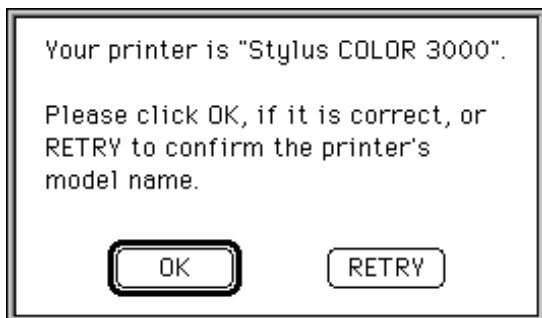 Your printer is "Stylus COLOR 3000".
Please click OK, if it is correct, or
RETRY to confirm the printer's
model name.
OK RETRY